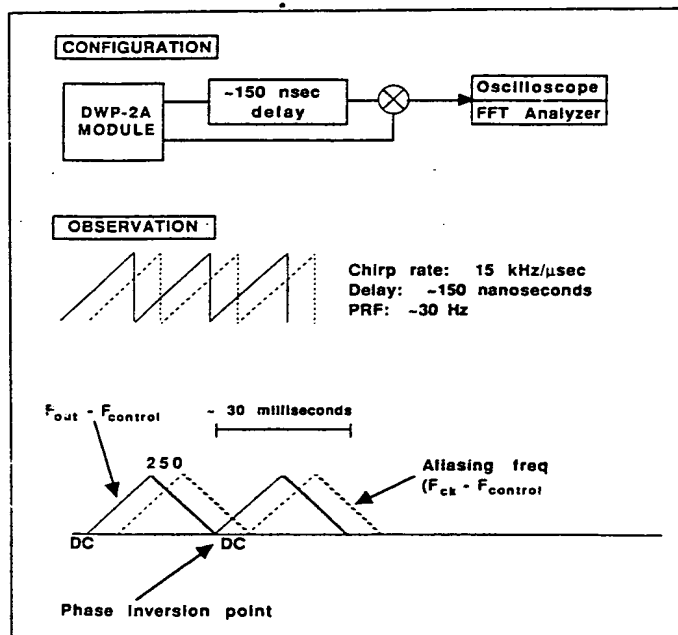 CONFIGURATION
DWP-2A
MODULE
~150 nsec
delay
Oscilloscope
FFT Analyzer
OBSERVATION
Chirp rate: 15 kHz/µsec
Delay: ~150 nanoseconds
PRF: ~30 Hz
Fout - Fcontrol
~ 30 milliseconds
250
Aliasing freq
(Fck - Fcontrol
DC
DC
Phase inversion point